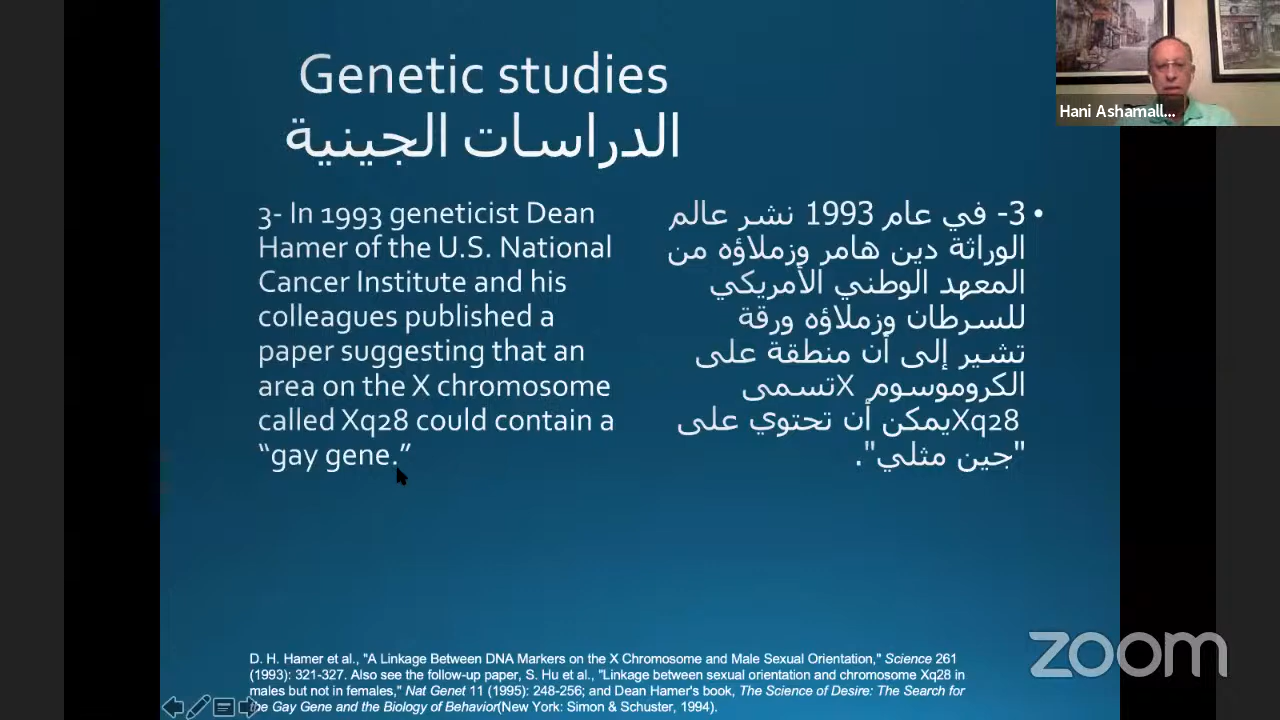 Genetic studies
الدراسات الجينية
3- In 1993 geneticist Dean
Hamer of the U.S. National
Cancer Institute and his
colleagues published a
paper suggesting that an
area on the X chromosome
called Xq28 could contain a
“gay gene.”
• 3- في عام 1993 نشر عالم
الوراثة دين هامر وزملاؤه من
المعهد الوطني الأمريكي
للسرطان وزملاؤه ورقة
تشير إلى أن منطقة على
الكروموسوم Xتسمى
Xq28يمكن أن تحتوي على
"جين مثلي".
D. H. Hamer et al., "A Linkage Between DNA Markers on the X Chromosome and Male Sexual Orientation," Science 261
(1993): 321-327. Also see the follow-up paper, S. Hu et al., "Linkage between sexual orientation and chromosome Xq28 in
males but not in females," Nat Genet 11 (1995): 248-256; and Dean Hamer's book, The Science of Desire: The Search for
the Gay Gene and the Biology of Behavior(New York: Simon & Schuster, 1994).
Hani Ashamall...
zoom